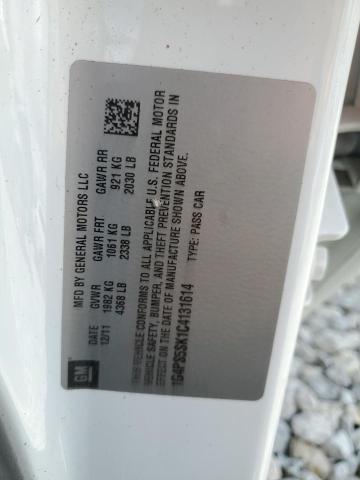 GM
MFD BY GENERAL MOTORS LLC
DATE GVWR GAWR FRT GAWR RR
12/11 1982 KG 1061 KG 921 KG
4368 LB 2338 LB 2030 LB
THIS VEHICLE CONFORMS TO ALL APPLICABLE U.S. FEDERAL MOTOR
VEHICLE SAFETY, BUMPER, AND THEFT PREVENTION STANDARDS IN
EFFECT ON THE DATE OF MANUFACTURE SHOWN ABOVE.
1G4PS5SK1C4131614 TYPE: PASS CAR